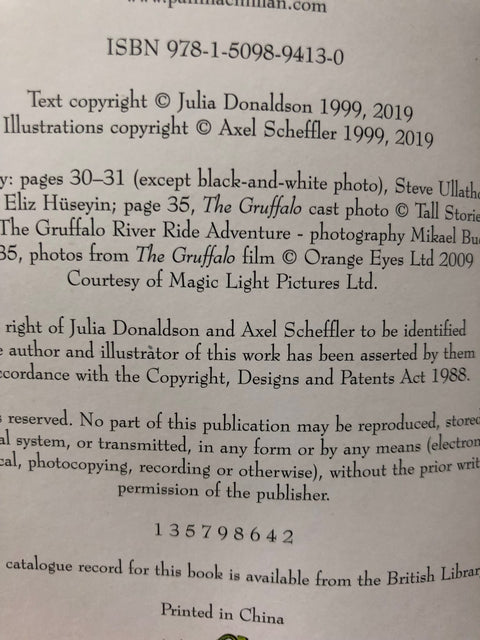 ISBN 978-1-5098-9413-0
Text copyright © Julia Donaldson 1999, 2019
Illustrations copyright © Axel Scheffler 1999, 2019
pages 30–31 (except black-and-white photo), Steve
Eliz Hüseyin; page 35, The Gruffalo cast photo © Tall
The Gruffalo River Ride Adventure - photography Mikael
35, photos from The Gruffalo film © Orange Eyes Ltd 2009
Courtesy of Magic Light Pictures Ltd.
right of Julia Donaldson and Axel Scheffler to be identified
author and illustrator of this work has been asserted by them
with the Copyright, Designs and Patents Act 1988.
reserved. No part of this publication may be reproduced,
system, or transmitted, in any form or by any means
photocopying, recording or otherwise), without the prior
permission of the publisher.
1 3 5 7 9 8 6 4 2
catalogue record for this book is available from the British
Printed in China